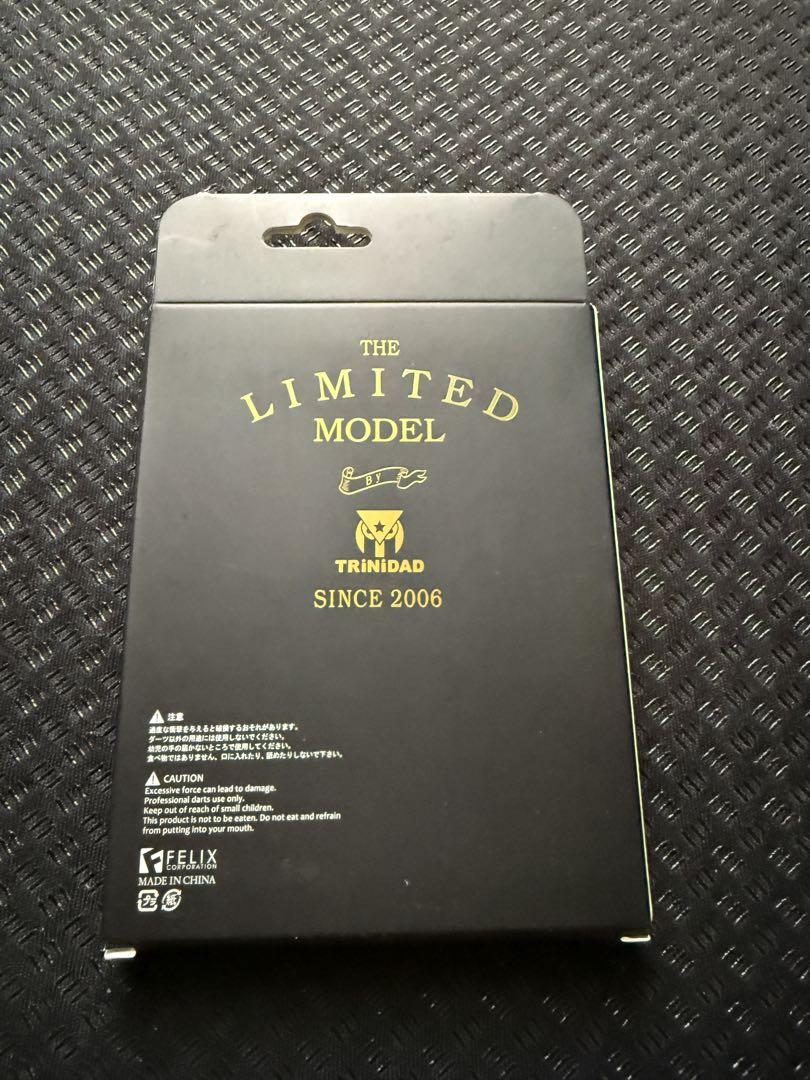 THE
LIMITED
MODEL
BY
TRiNiDAD
SINCE 2006
注意
過度な衝撃を与えると破損するおそれがあります。
ダーツ以外の用途には使用しないでください。
幼児の手の届かないところで使用してください。
食べ物ではありません、口に入れたり、舐めたりしないで下さい。
CAUTION
Excessive force can lead to damage.
Professional darts use only.
Keep out of reach of small children.
This product is not to be eaten. Do not eat and refrain
from putting into your mouth.
FELIX
CORPORATION
MADE IN CHINA
プラ 紙